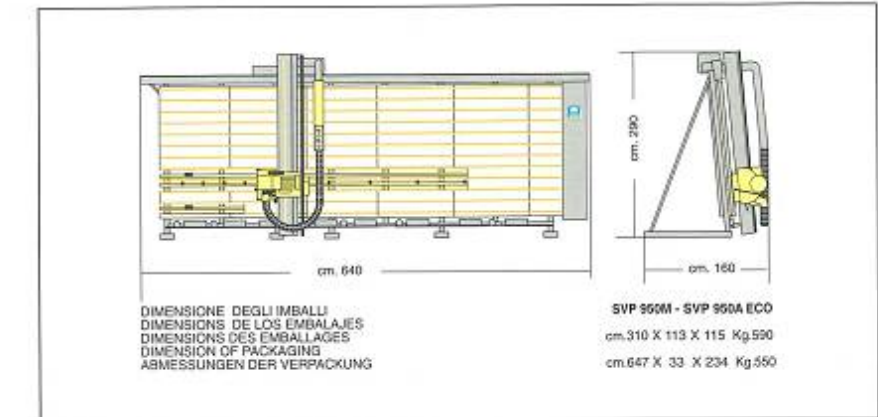 cm. 290
cm. 640
cm. 160
DIMENSIONE DEGLI IMBALLI
DIMENSIONS DE LOS EMBALAJES
DIMENSIONS DES EMBALLAGES
DIMENSION OF PACKAGING
ABMESSUNGEN DER VERPACKUNG
SVP 950M - SVP 950A ECO
cm.310 X 113 X 115 Kg.590
cm.647 X 33 X 234 Kg.550